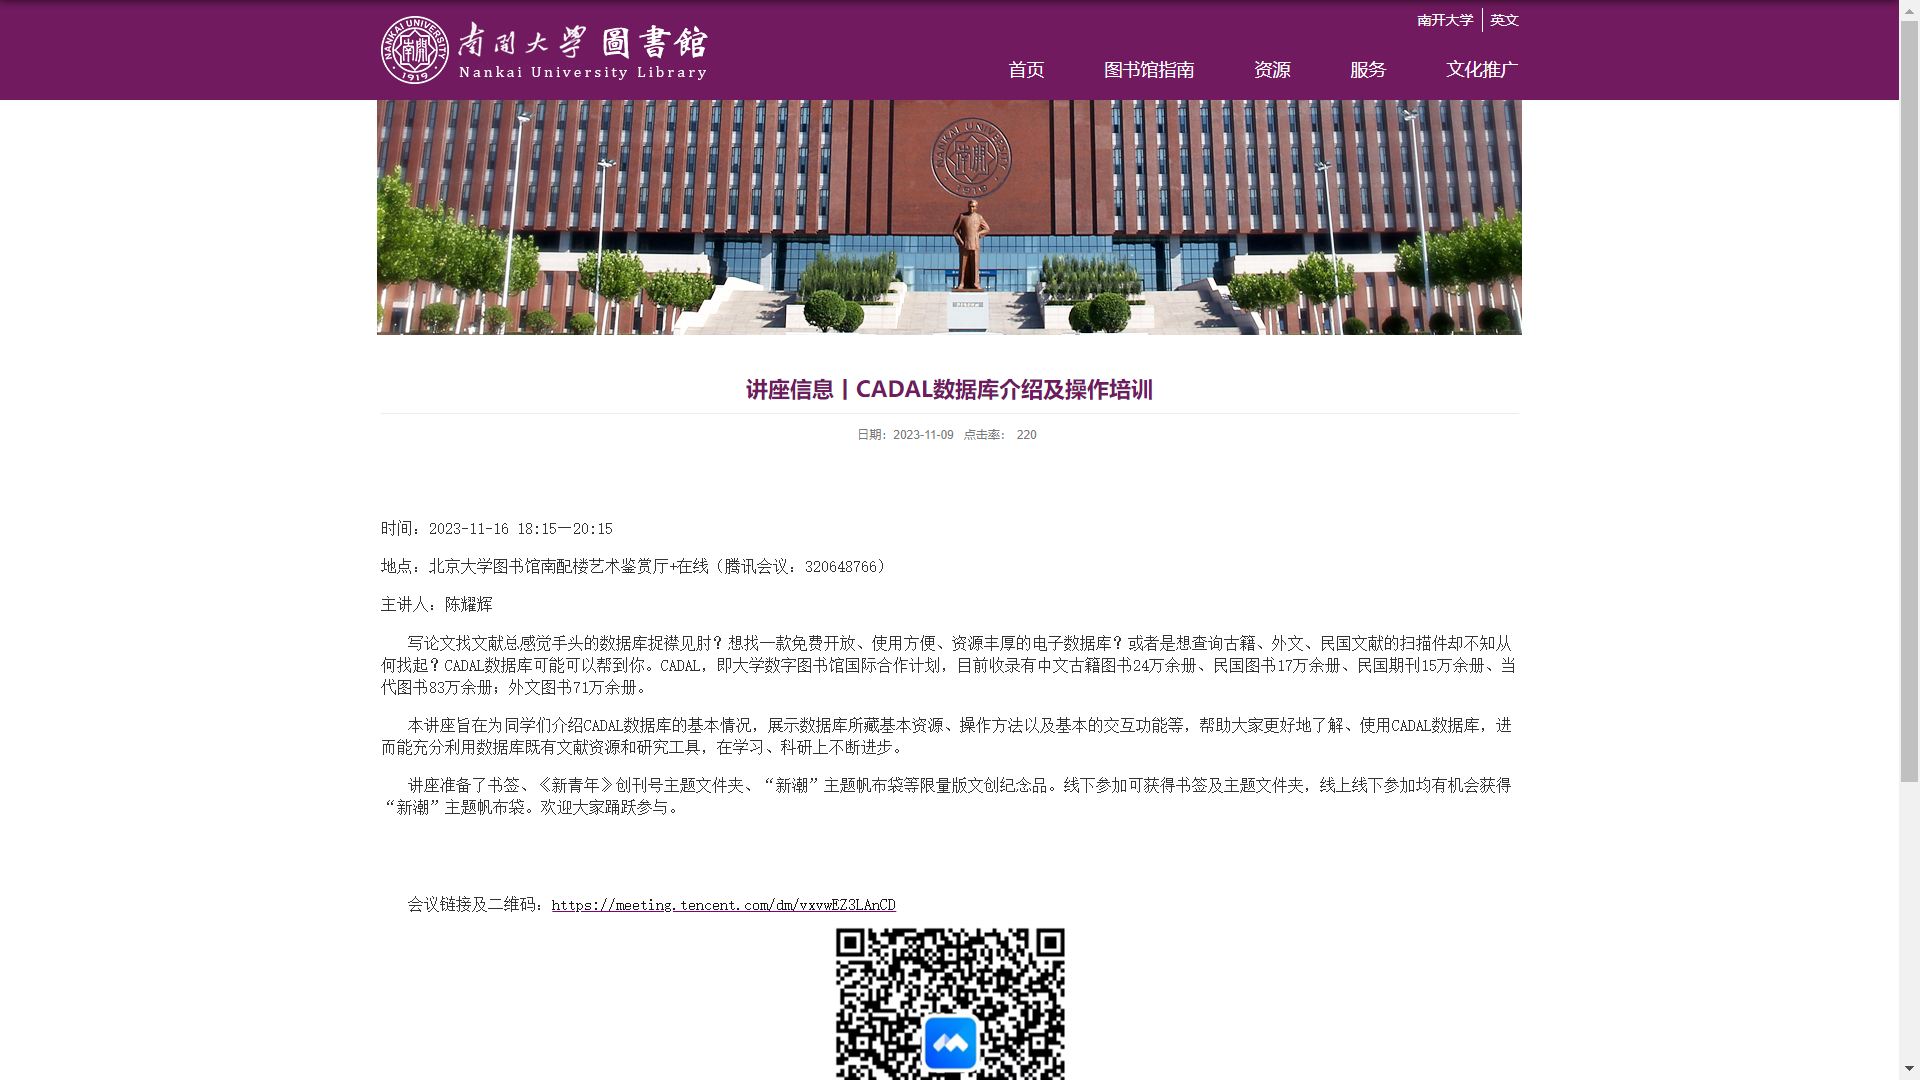 南开大学 英文
NANKAI UNIVERSITY
南開
1919
南開大學 圖書館
Nankai University Library
首页 图书馆指南 资源 服务 文化推广
NANKAI UNIVERSITY
南開
1919
讲座信息丨CADAL数据库介绍及操作培训
日期：2023-11-09 点击率： 220
时间：2023-11-16 18:15—20:15
地点：北京大学图书馆南配楼艺术鉴赏厅+在线（腾讯会议：320648766）
主讲人：陈耀辉
写论文找文献总感觉手头的数据库捉襟见肘？想找一款免费开放、使用方便、资源丰厚的电子数据库？或者是想查询古籍、外文、民国文献的扫描件却不知从
何找起？CADAL数据库可能可以帮到你。CADAL，即大学数字图书馆国际合作计划，目前收录有中文古籍图书24万余册、民国图书17万余册、民国期刊15万余册、当
代图书83万余册；外文图书71万余册。
本讲座旨在为同学们介绍CADAL数据库的基本情况，展示数据库所藏基本资源、操作方法以及基本的交互功能等，帮助大家更好地了解、使用CADAL数据库，进
而能充分利用数据库既有文献资源和研究工具，在学习、科研上不断进步。
讲座准备了书签、《新青年》创刊号主题文件夹、“新潮”主题帆布袋等限量版文创纪念品。线下参加可获得书签及主题文件夹，线上线下参加均有机会获得
“新潮”主题帆布袋。欢迎大家踊跃参与。
会议链接及二维码：https://meeting.tencent.com/dm/vxvwEZ3LAnCD